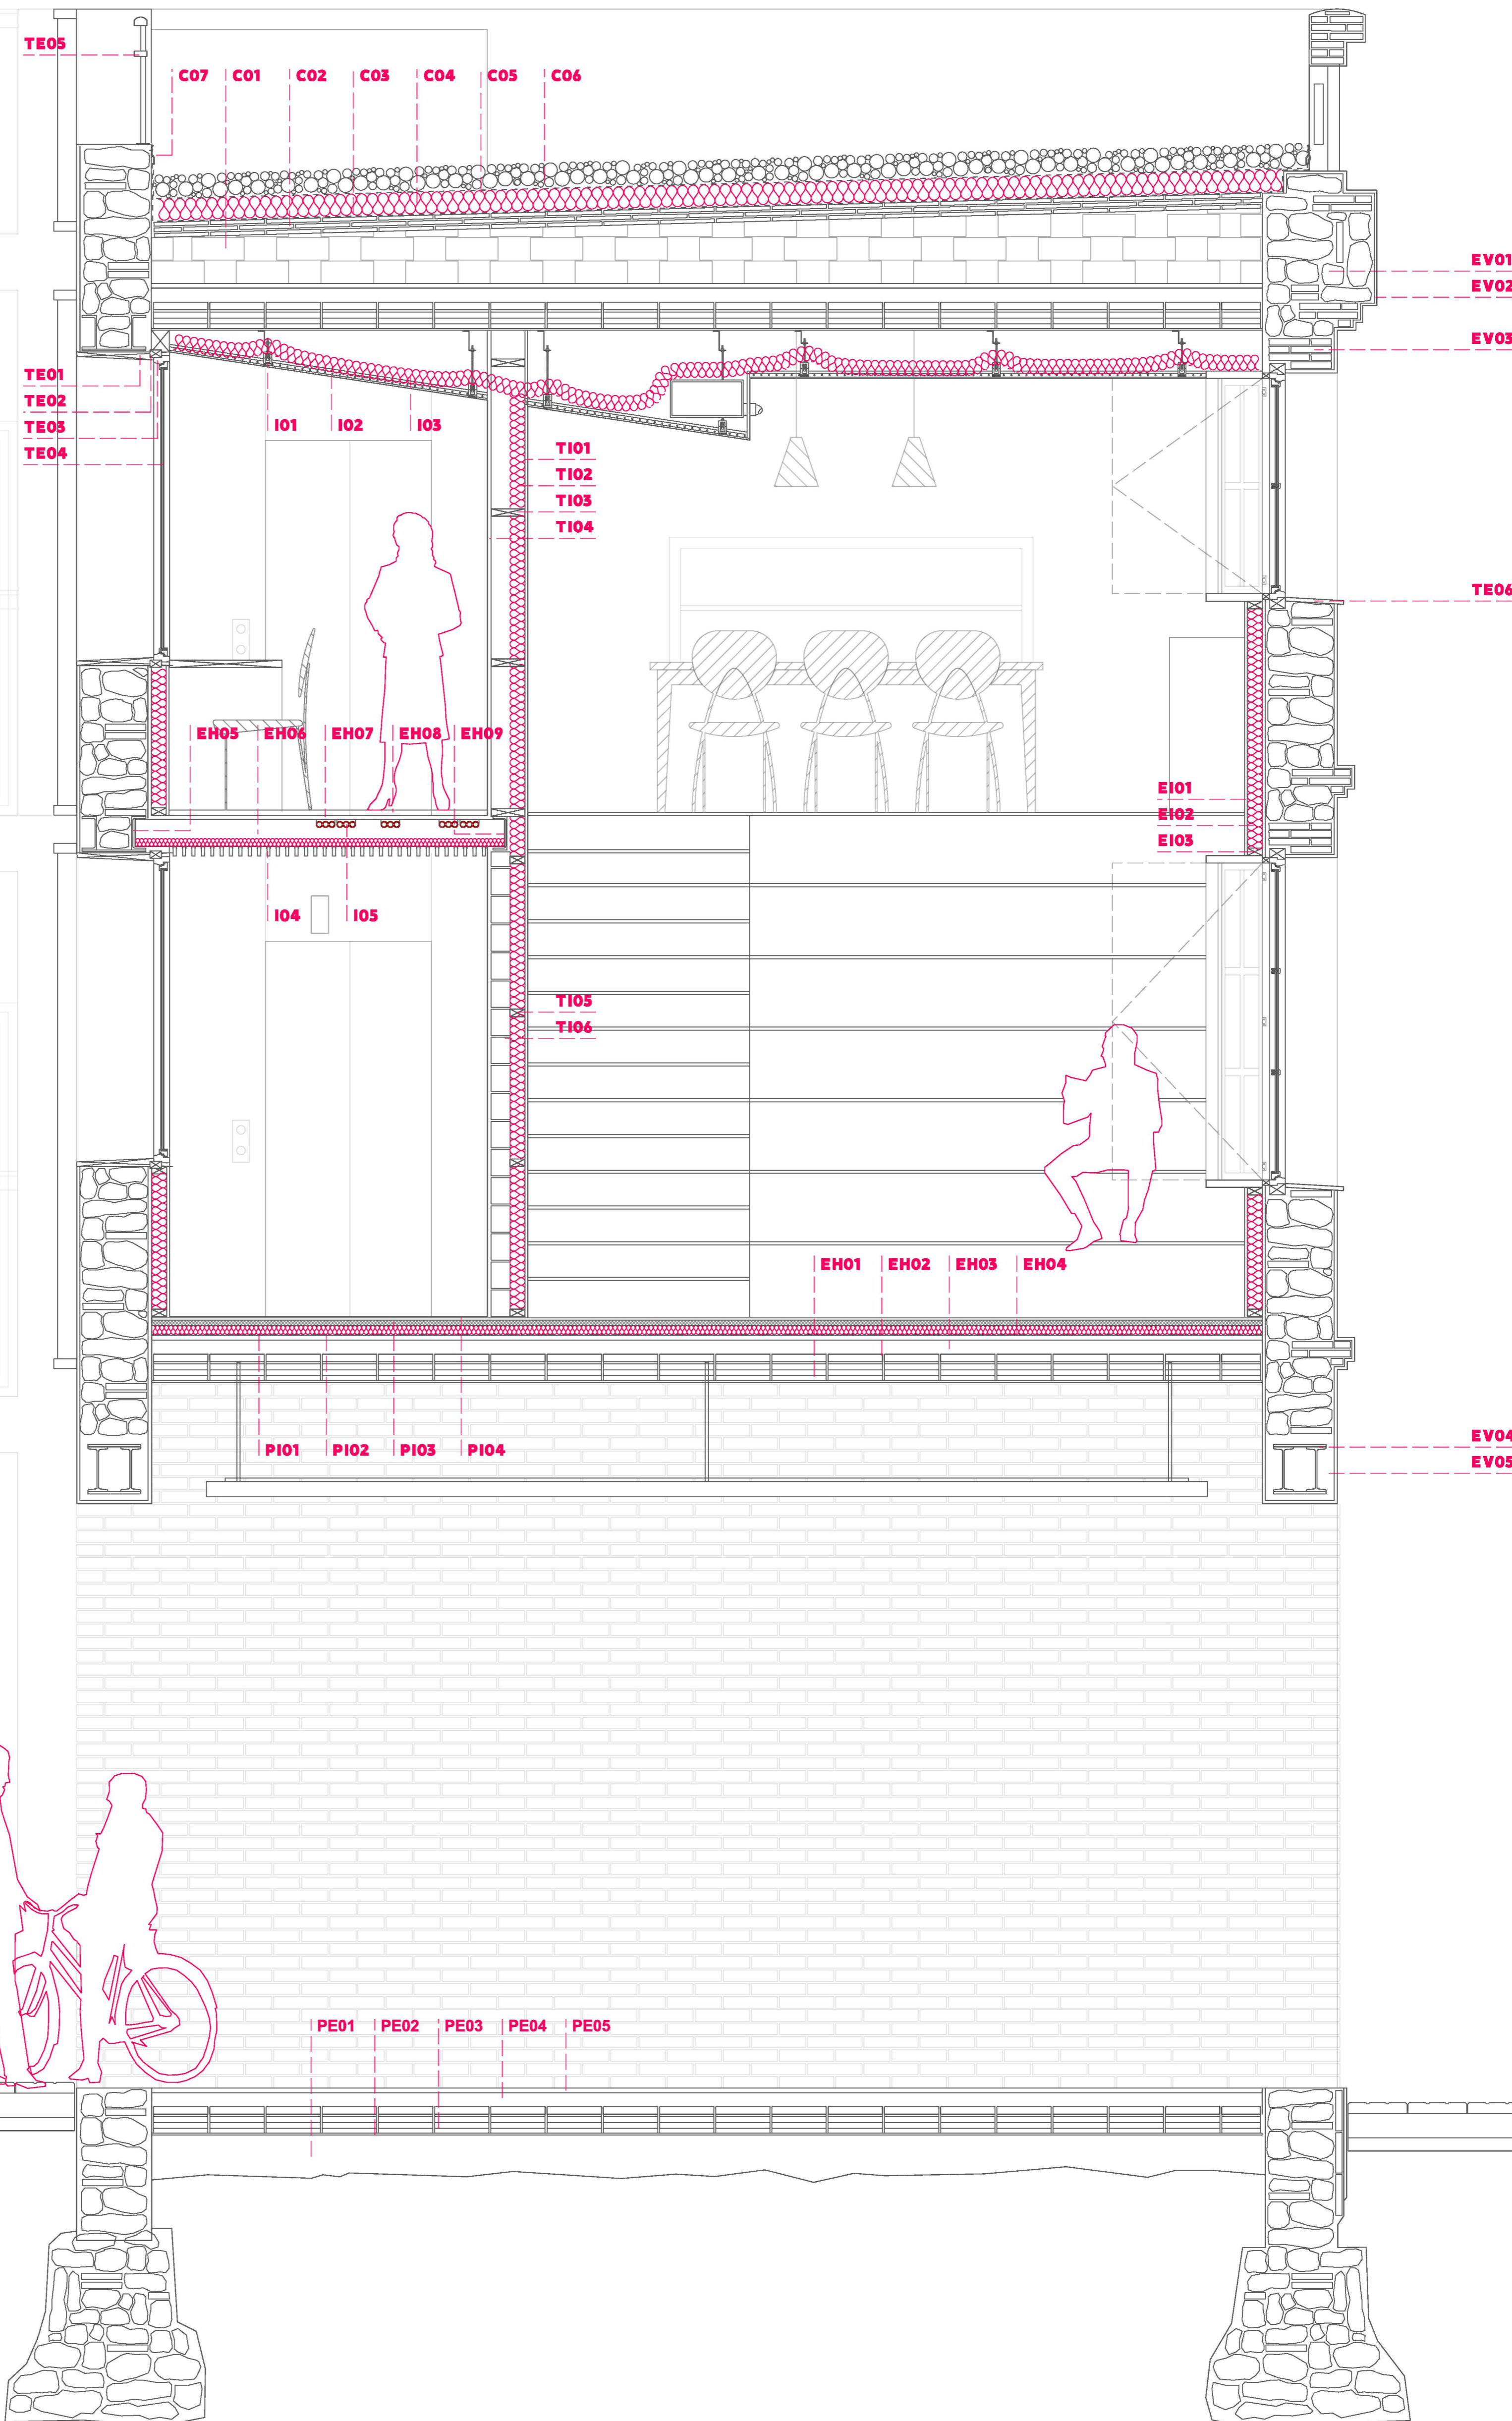 TE05
C07 C01 C02 C03 C04 C05 C06
EV01
EV02
EV03
TE01
TE02
TE03
TE04
I01 I02 I03
TI01
TI02
TI03
TI04
TE06
EH05 EH06 EH07 EH08 EH09
EI01
EI02
EI03
I04 I05
TI05
TI06
EH01 EH02 EH03 EH04
PI01 PI02 PI03 PI04
EV04
EV05
PE01 PE02 PE03 PE04 PE05